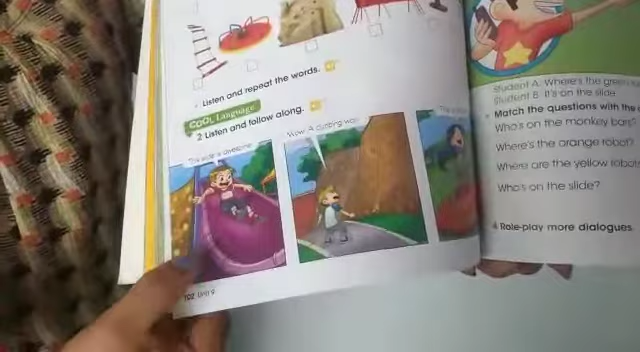 Listen and repeat the words.
COOL Language
2 Listen and follow along.
The slide is awesome
Wow! A climbing wall
102 Unit 9
Student A: Where's the green
Student B: It's on the slide.
Match the questions with the
Who's on the monkey bars?
Where's the orange robot?
Where are the yellow robots
Who's on the slide?
4 Role-play more dialogues